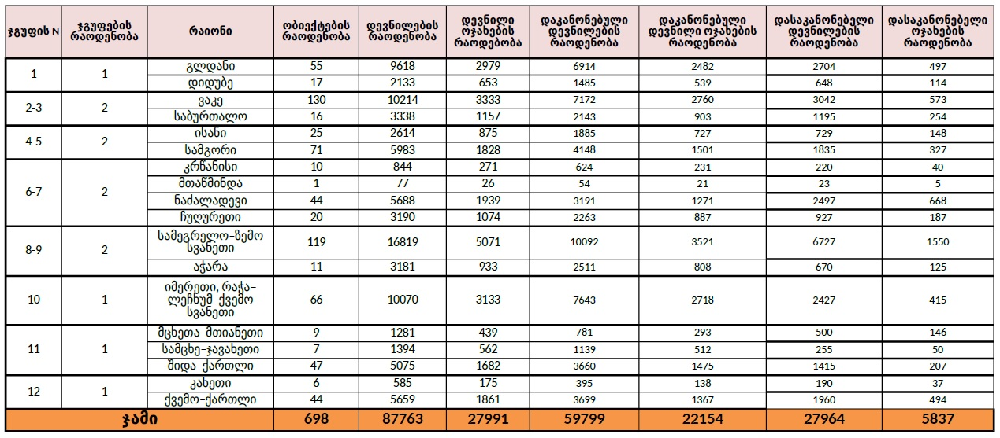 ჯგუფის N ჯგუფების რაოდენობა რაიონი ობიექტების რაოდენობა დევნილების რაოდენობა დევნილი ოჯახების რაოდებობა დაკანონებული დევნილების რაოდენობა დაკანონებული დევნილი ოჯახების რაოდენობა დასაკანონებელი დევნილების რაოდენობა დასაკანონებელი ოჯახების რაოდენობა
1 1 გლდანი 55 9618 2979 6914 2482 2704 497
დიდუბე 17 2133 653 1485 539 648 114
2-3 2 ვაკე 130 10214 3333 7172 2760 3042 573
საბურთალო 16 3338 1157 2143 903 1195 254
4-5 2 ისანი 25 2614 875 1885 727 729 148
სამგორი 71 5983 1828 4148 1501 1835 327
6-7 2 კრწანისი 10 844 271 624 231 220 40
მთაწმინდა 1 77 26 54 21 23 5
ნაძალადევი 44 5688 1939 3191 1271 2497 668
ჩუღურეთი 20 3190 1074 2263 887 927 187
8-9 2 სამეგრელო-ზემო სვანეთი 119 16819 5071 10092 3521 6727 1550
აჭარა 11 3181 933 2511 808 670 125
10 1 იმერეთი, რაჭა-ლეჩხუმ-ქვემო სვანეთი 66 10070 3133 7643 2718 2427 415
11 1 მცხეთა-მთიანეთი 9 1281 439 781 293 500 146
სამცხე-ჯავახეთი 7 1394 562 1139 512 255 50
შიდა-ქართლი 47 5075 1682 3660 1475 1415 207
12 1 კახეთი 6 585 175 395 138 190 37
ქვემო-ქართლი 44 5659 1861 3699 1367 1960 494
ჯამი 698 87763 27991 59799 22154 27964 5837